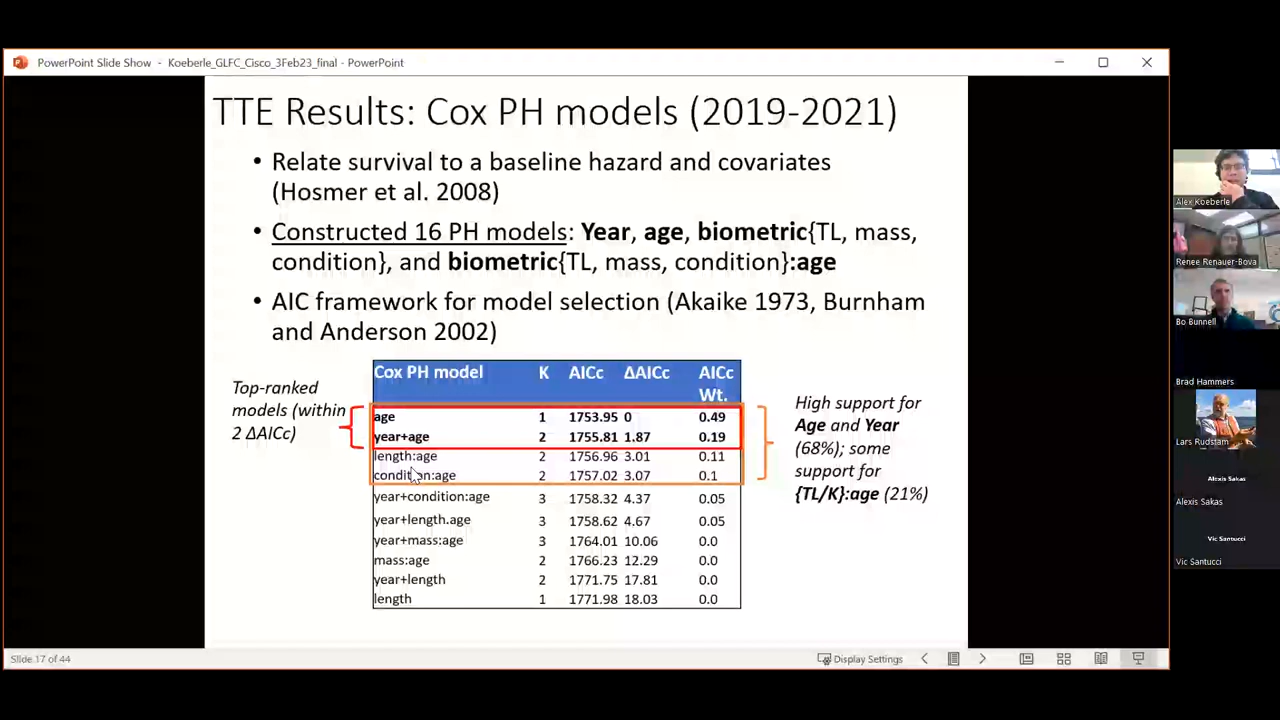 PowerPoint Slide Show - Koeberle_GLFC_Cisco_3Feb23_final - PowerPoint
TTE Results: Cox PH models (2019-2021)
• Relate survival to a baseline hazard and covariates
(Hosmer et al. 2008)
• Constructed 16 PH models: Year, age, biometric{TL, mass,
condition}, and biometric{TL, mass, condition}:age
• AIC framework for model selection (Akaike 1973, Burnham
and Anderson 2002)
Top-ranked
models (within
2 ΔAICc)
Cox PH model K AICc ΔAICc AICc
Wt.
age 1 1753.95 0 0.49
year+age 2 1755.81 1.87 0.19
length:age 2 1756.96 3.01 0.11
condition:age 2 1757.02 3.07 0.1
year+condition:age 3 1758.32 4.37 0.05
year+length.age 3 1758.62 4.67 0.05
year+mass:age 3 1764.01 10.06 0.0
mass:age 2 1766.23 12.29 0.0
year+length 2 1771.75 17.81 0.0
length 1 1771.98 18.03 0.0
High support for
Age and Year
(68%); some
support for
{TL/K}:age (21%)
Slide 17 of 44
Display Settings
Alex Koeberle
Renee Renauer-Bova
Bo Bunnell
Brad Hammers
Lars Rudstam
Alexis Sakas
Alexis Sakas
Vic Santucci
Vic Santucci